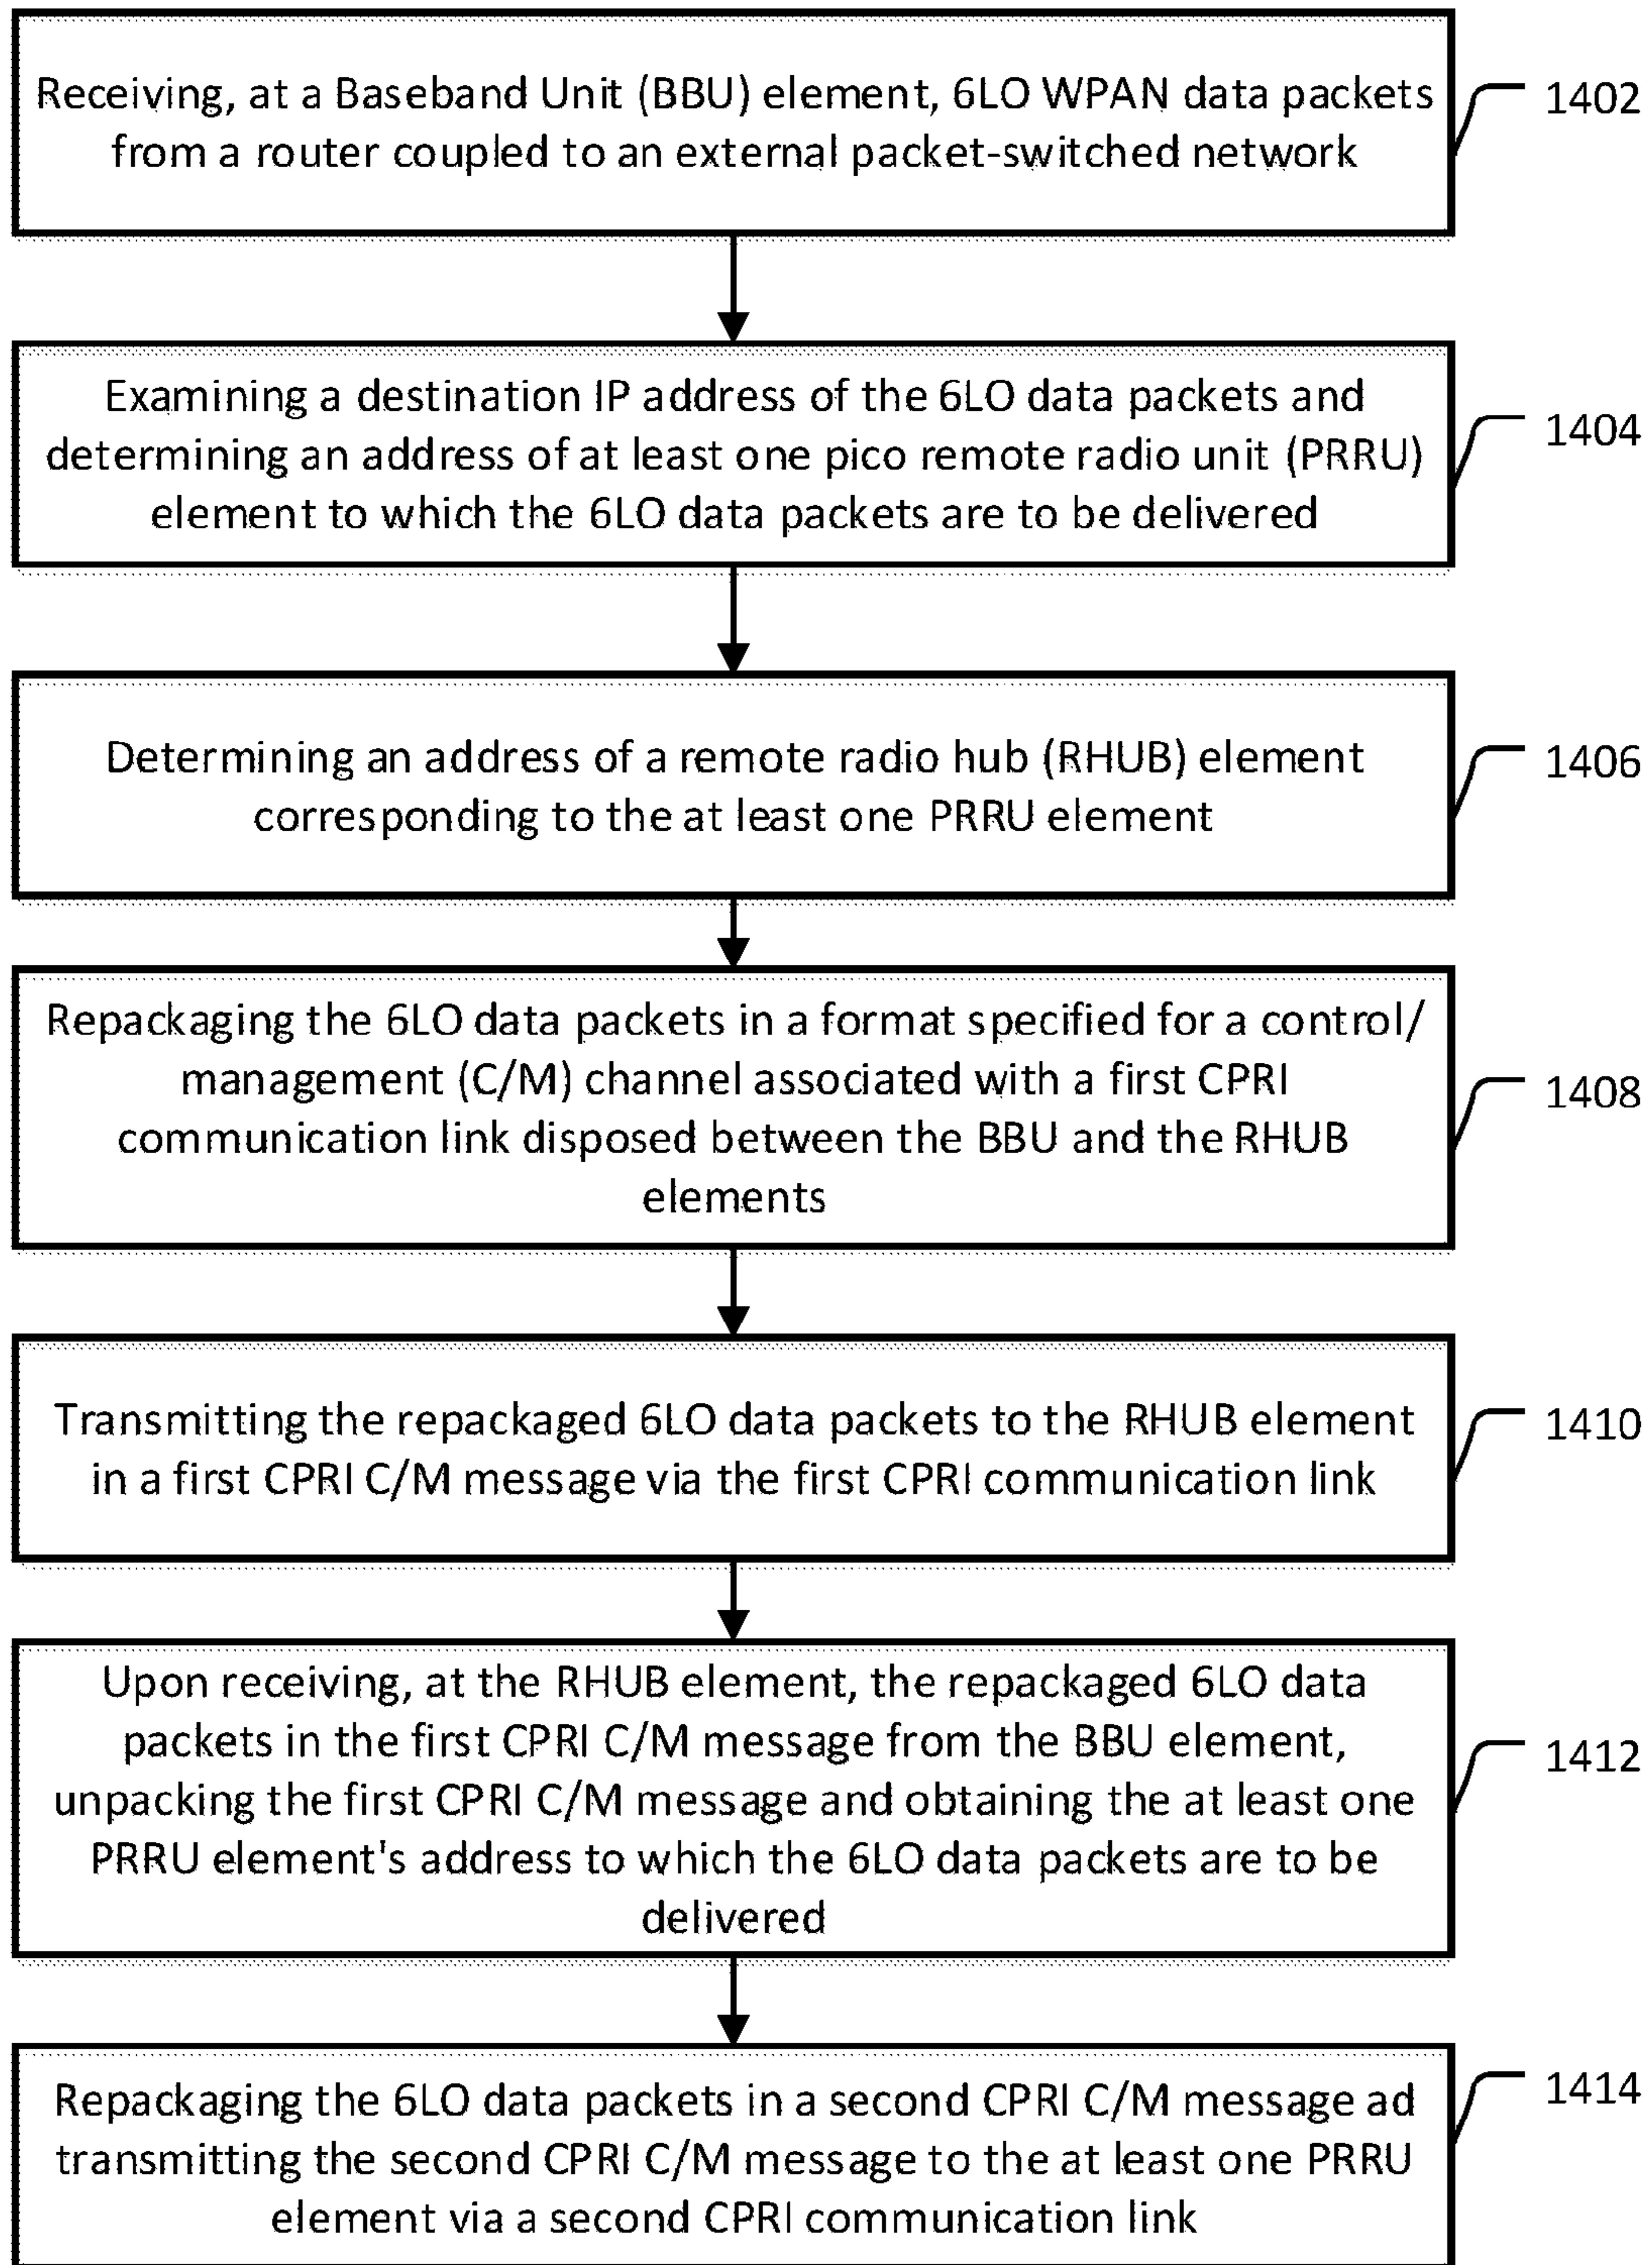 Receiving, at a Baseband Unit (BBU) element, 6LO WPAN data packets
from a router coupled to an external packet-switched network
1402
Examining a destination IP address of the 6LO data packets and
determining an address of at least one pico remote radio unit (PRRU)
element to which the 6LO data packets are to be delivered
1404
Determining an address of a remote radio hub (RHUB) element
corresponding to the at least one PRRU element
1406
Repackaging the 6LO data packets in a format specified for a control/
management (C/M) channel associated with a first CPRI
communication link disposed between the BBU and the RHUB
elements
1408
Transmitting the repackaged 6LO data packets to the RHUB element
in a first CPRI C/M message via the first CPRI communication link
1410
Upon receiving, at the RHUB element, the repackaged 6LO data
packets in the first CPRI C/M message from the BBU element,
unpacking the first CPRI C/M message and obtaining the at least one
PRRU element's address to which the 6LO data packets are to be
delivered
1412
Repackaging the 6LO data packets in a second CPRI C/M message ad
transmitting the second CPRI C/M message to the at least one PRRU
element via a second CPRI communication link
1414